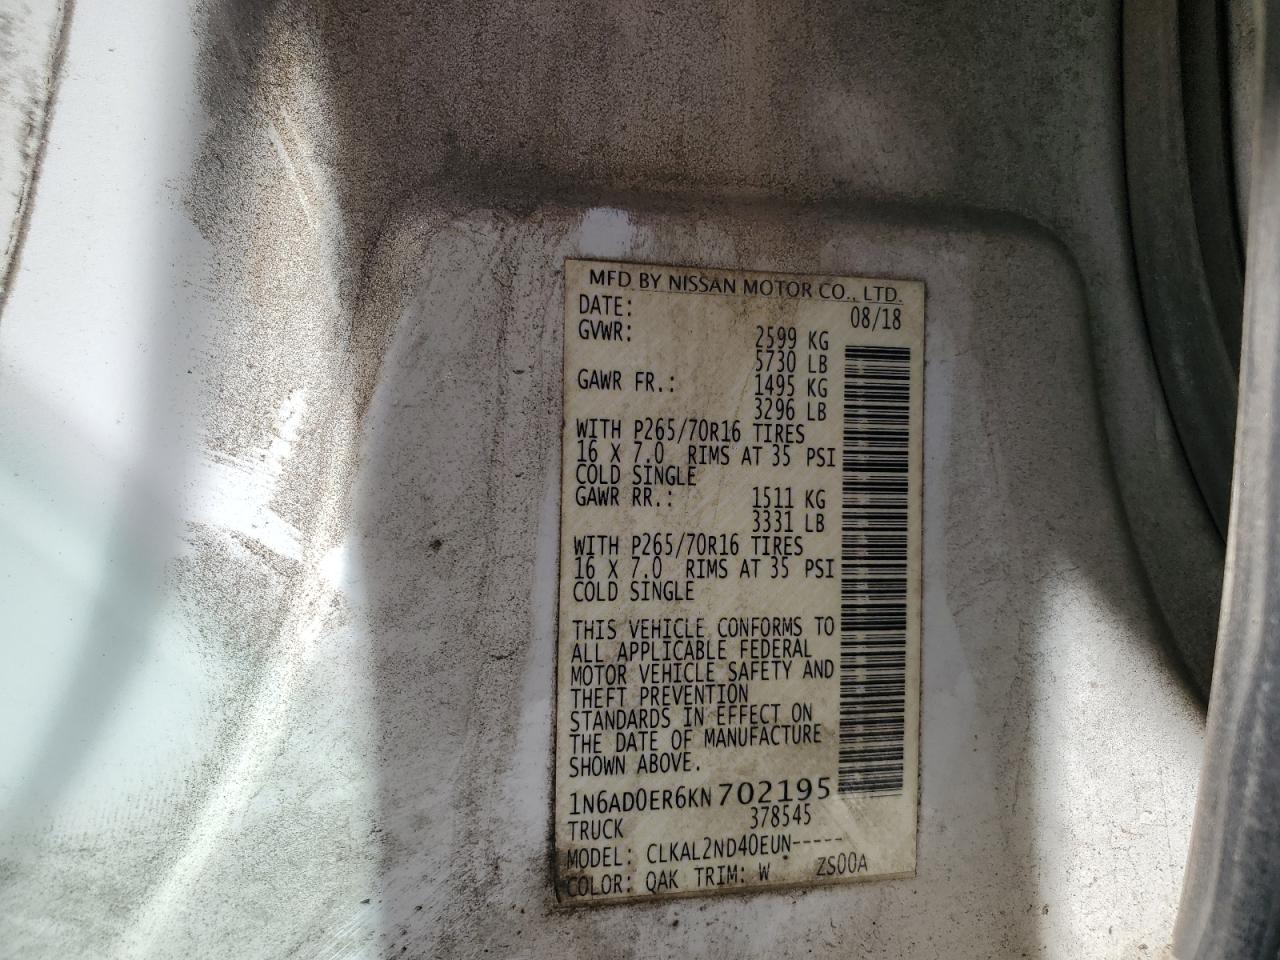 MFD BY NISSAN MOTOR CO., LTD.
DATE: 08/18
GVWR: 2599 KG
5730 LB
GAWR FR.: 1495 KG
3296 LB
WITH P265/70R16 TIRES
16 X 7.0 RIMS AT 35 PSI
COLD SINGLE
GAWR RR.: 1511 KG
3331 LB
WITH P265/70R16 TIRES
16 X 7.0 RIMS AT 35 PSI
COLD SINGLE
THIS VEHICLE CONFORMS TO
ALL APPLICABLE FEDERAL
MOTOR VEHICLE SAFETY AND
THEFT PREVENTION
STANDARDS IN EFFECT ON
THE DATE OF MANUFACTURE
SHOWN ABOVE.
1N6AD0ER6KN702195
TRUCK 378545
MODEL: CLKAL2ND40EUN-----
COLOR: QAK TRIM: W ZS00A